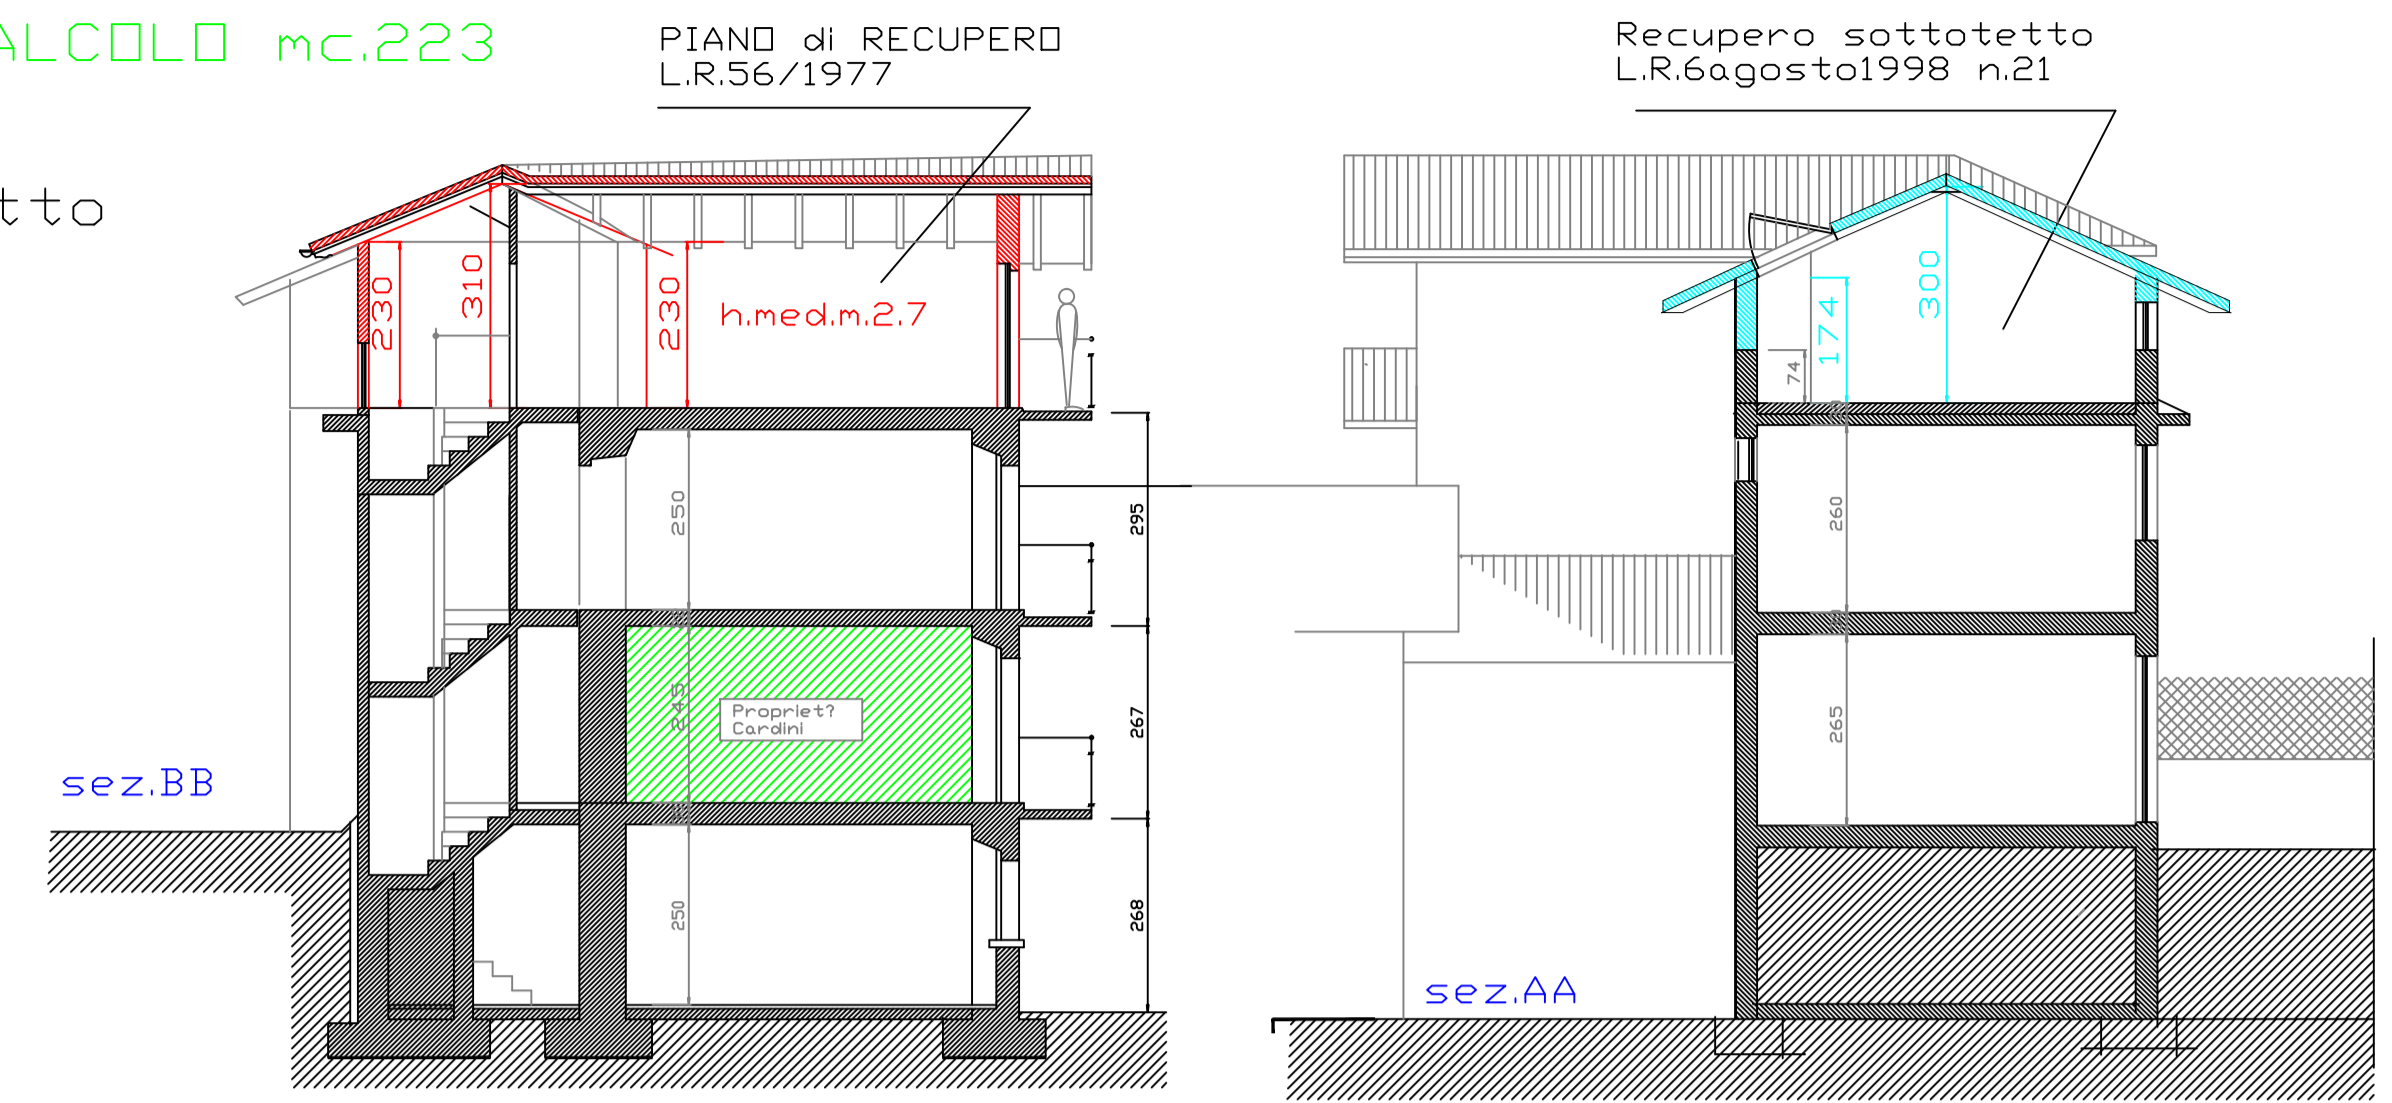 ALCOLO mc.223
PIANO di RECUPERO
L.R.56/1977
Recupero sottotetto
L.R.6agosto1998 n.21
tto
230
310
230
h.med.m.2.7
300
174
74
250
295
260
245
Propriet?
Cardini
267
265
sez.BB
250
268
sez.AA